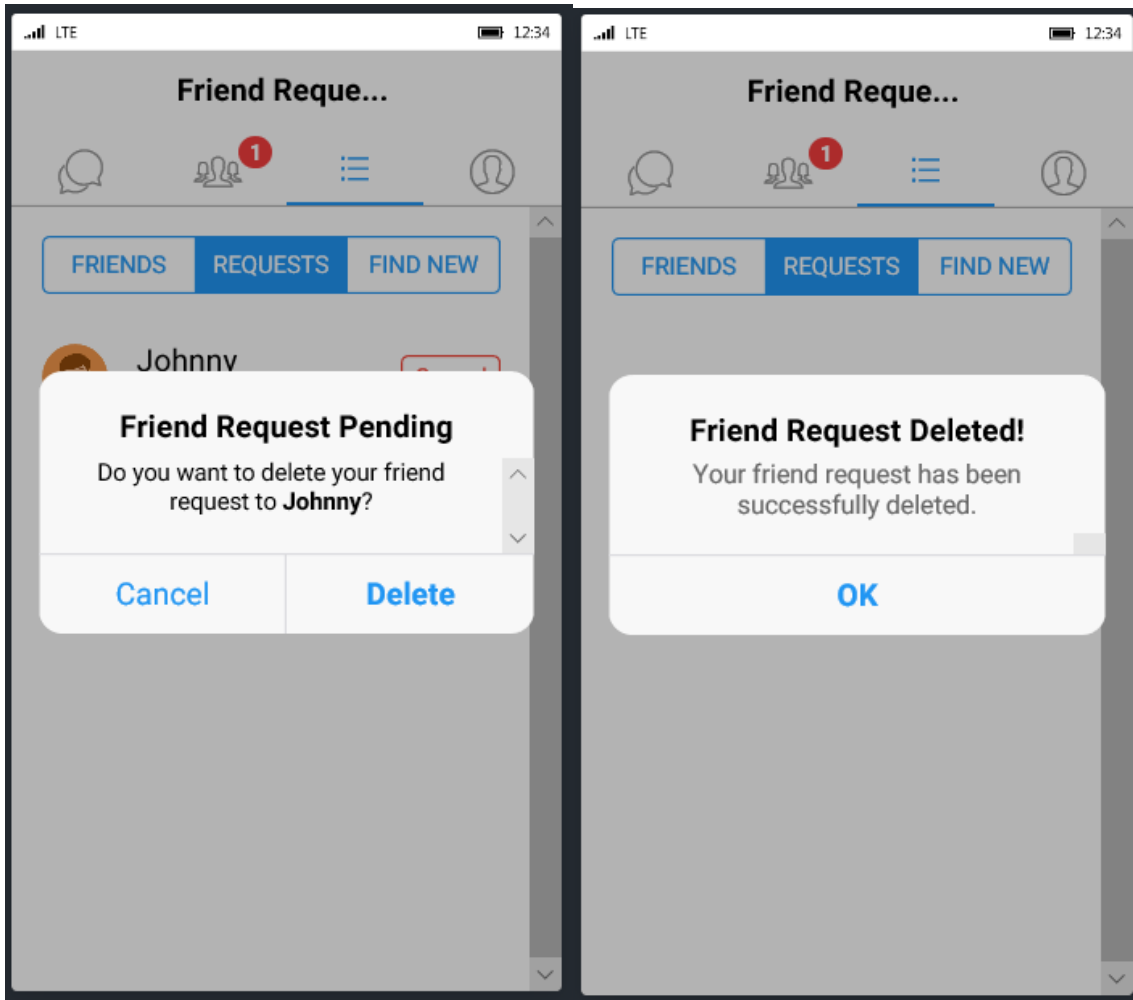 LTE 12:34
Friend Reque...
1
FRIENDS REQUESTS FIND NEW
Johnny
Friend Request Pending
Do you want to delete your friend
request to Johnny?
Cancel Delete
LTE 12:34
Friend Reque...
1
FRIENDS REQUESTS FIND NEW
Friend Request Deleted!
Your friend request has been
successfully deleted.
OK